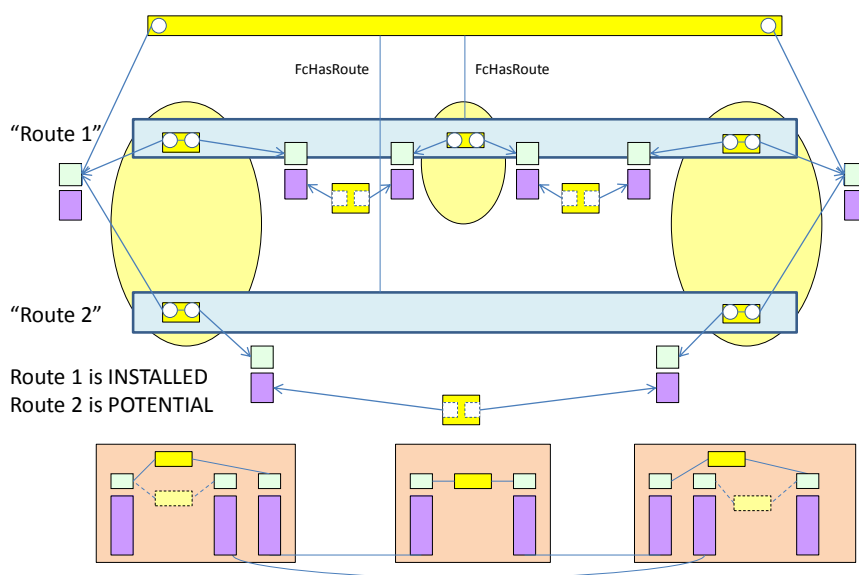 FcHasRoute
FcHasRoute
“Route 1”
“Route 2”
Route 1 is INSTALLED
Route 2 is POTENTIAL